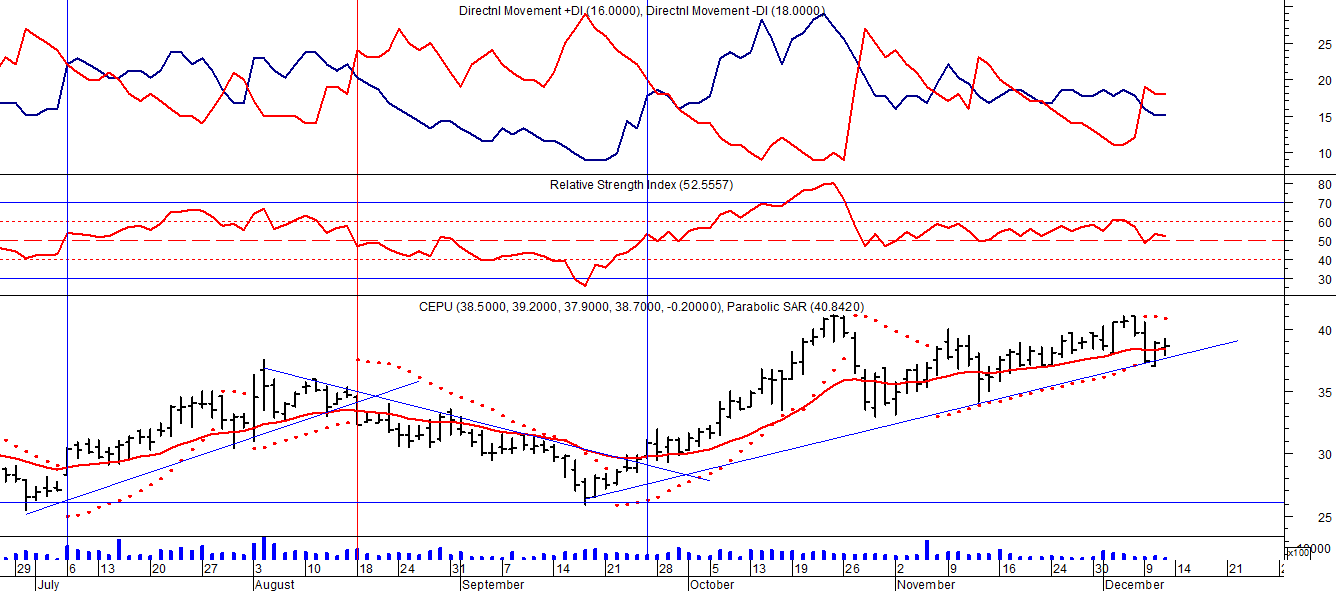 Directnl Movement +DI (16.0000), Directnl Movement -DI (18.0000)
25
20
15
10
Relative Strength Index (52.5557)
80
70
60
50
40
30
CEPU (38.5000, 39.2000, 37.9000, 38.7000, -0.20000), Parabolic SAR (40.8420)
40
35
30
25
x100
29 6 13 20 27 3 10 18 24 31 7 14 21 28 5 13 19 26 2 9 16 24 30 9 14 21
July August September October November December